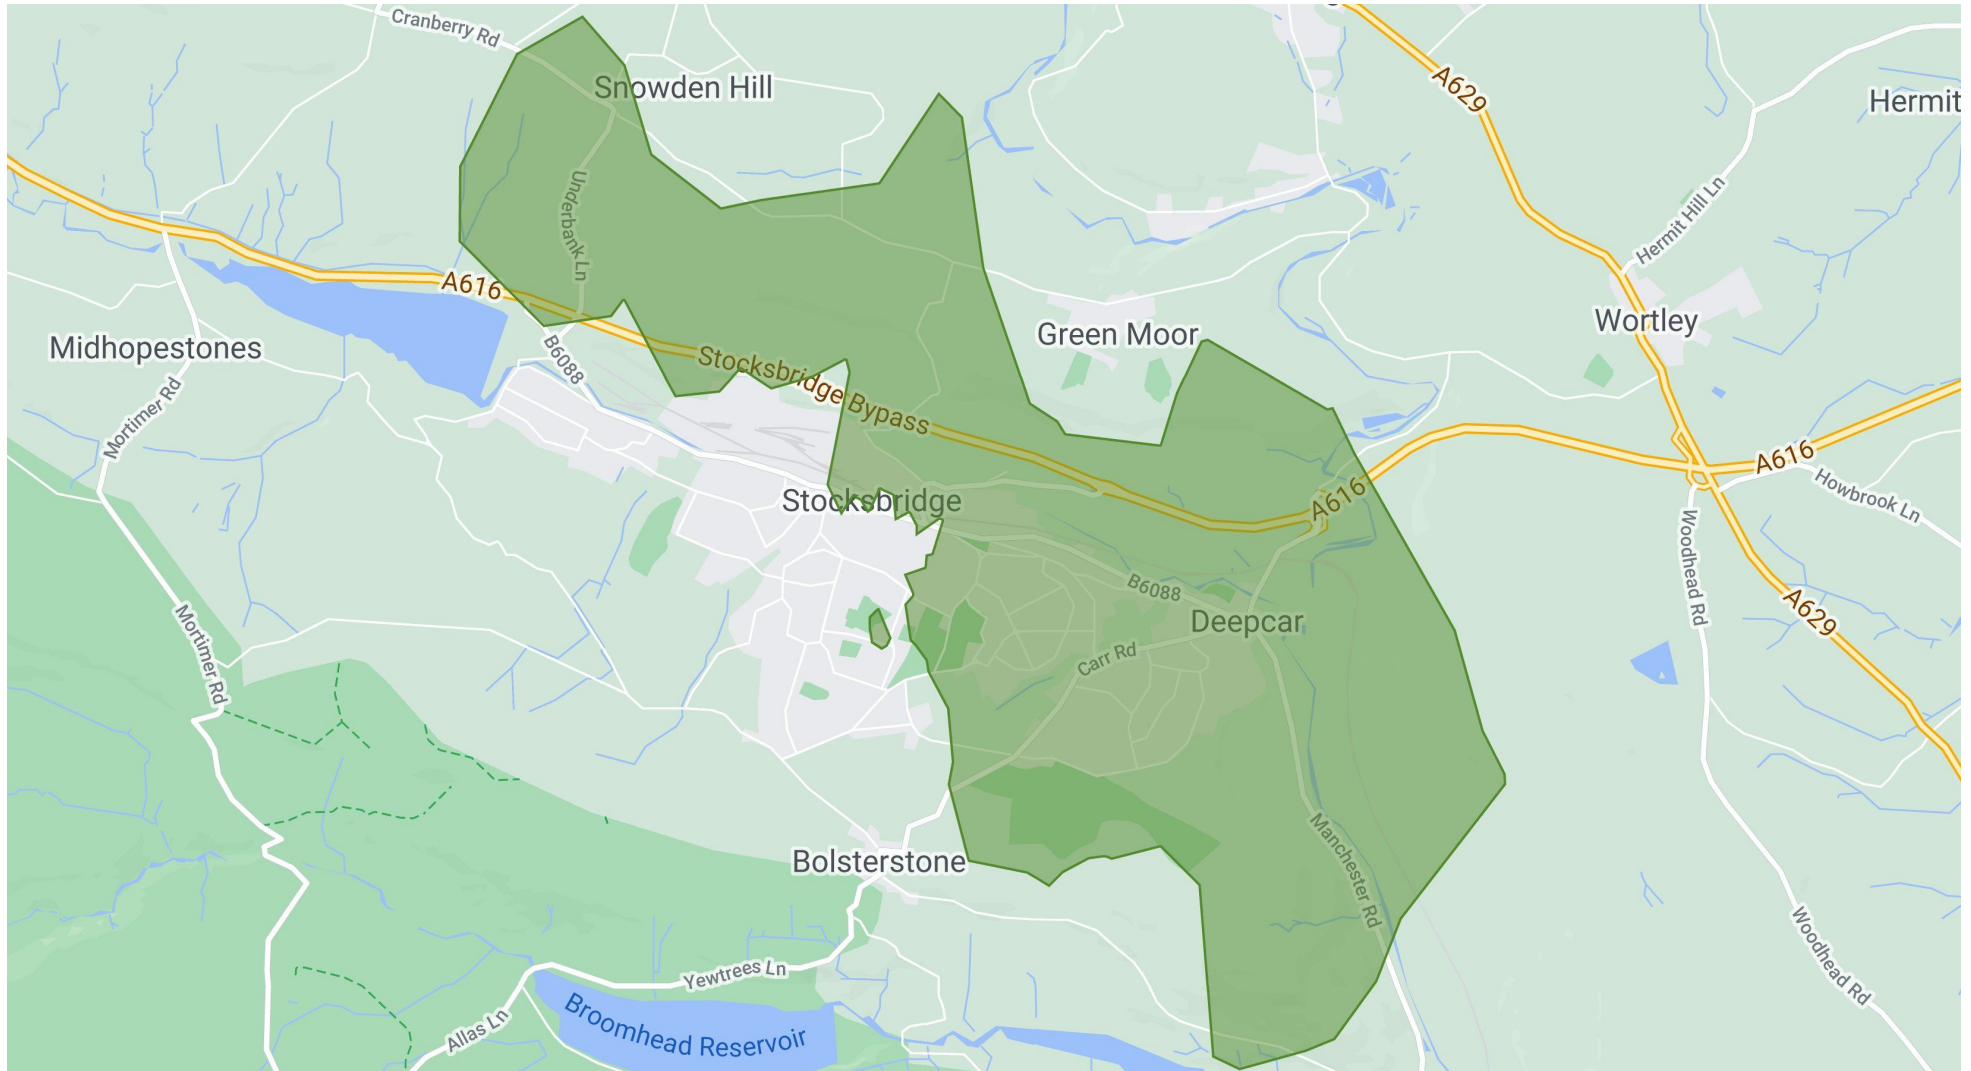 Cranberry Rd
Snowden Hill
A629
Hermit
Underbank Ln
Hermit Hill Ln
A616
Midhopestones
B6088
Green Moor
Wortley
Stocksbridge Bypass
Mortimer Rd
A616
A616
Howbrook Ln
Stocksbridge
Woodhead Rd
B6088
Deepcar
A629
Mortimer Rd
Carr Rd
Bolsterstone
Manchester Rd
Yewtrees Ln
Woodhead Rd
Allas Ln
Broomhead Reservoir